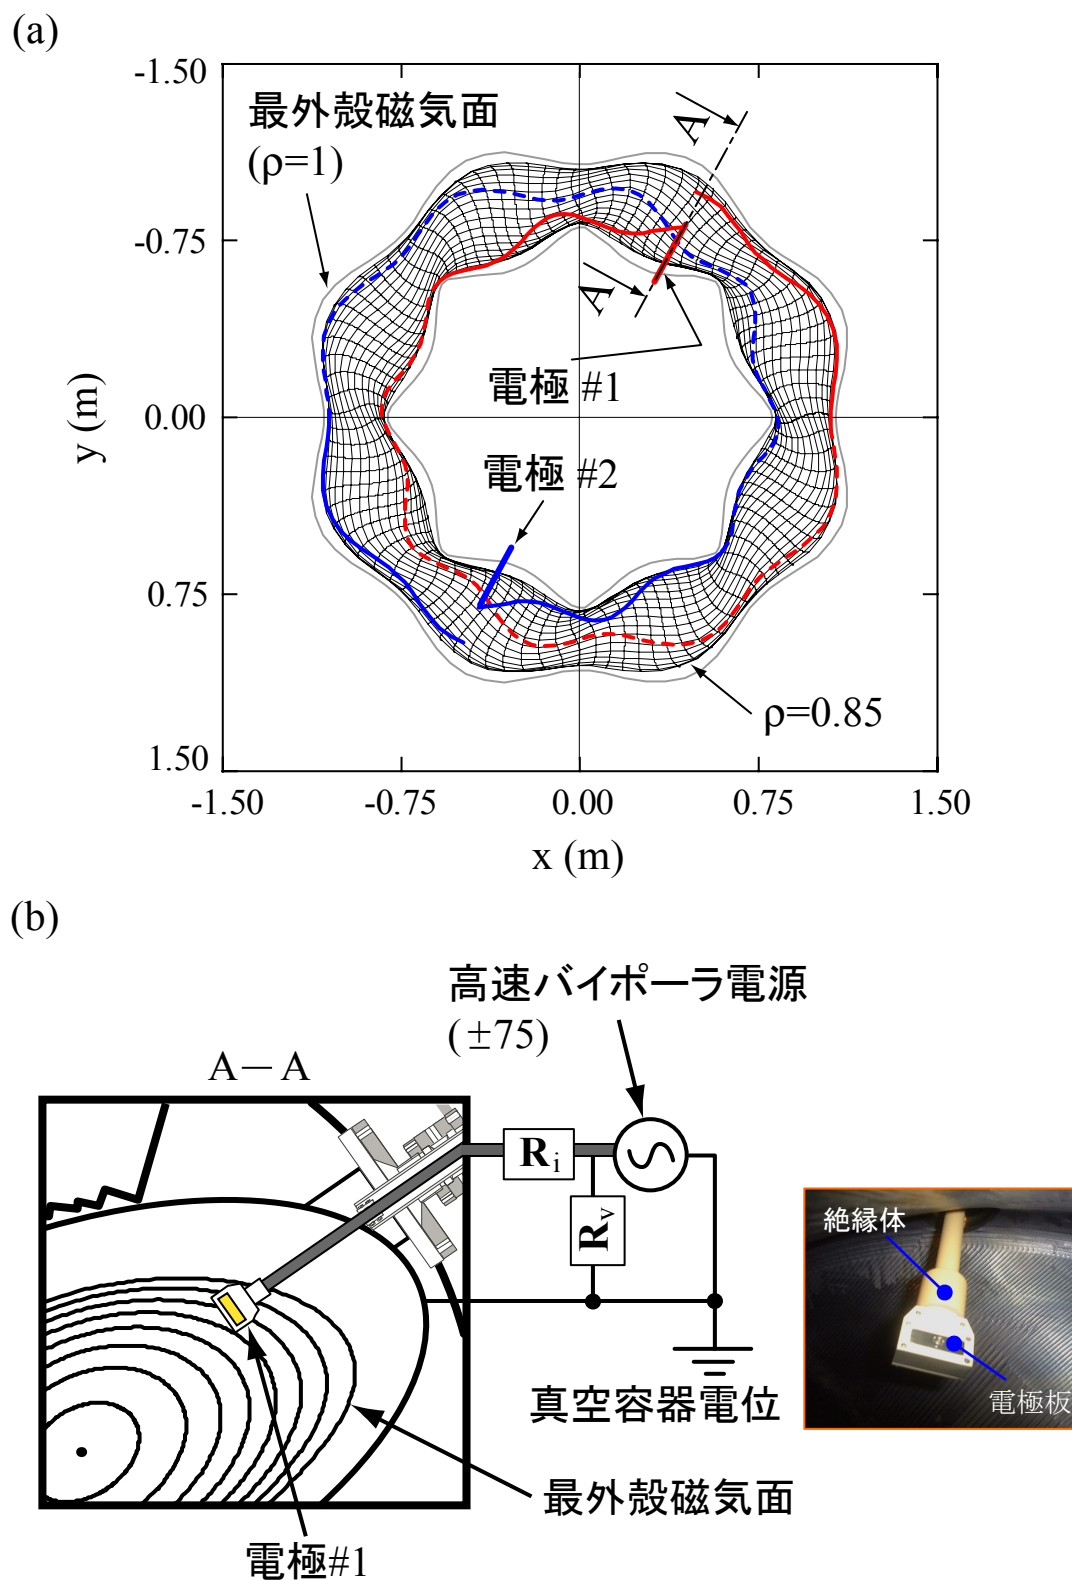 (a)
-1.50
-0.75
0.00
0.75
1.50
y (m)
最外殻磁気面
(ρ=1)
A
A
電極 #1
電極 #2
ρ=0.85
-1.50
-0.75
0.00
0.75
1.50
x (m)
(b)
高速バイポーラ電源
(±75)
A－A
Ri
Rv
絶縁体
電極板
真空容器電位
最外殻磁気面
電極#1